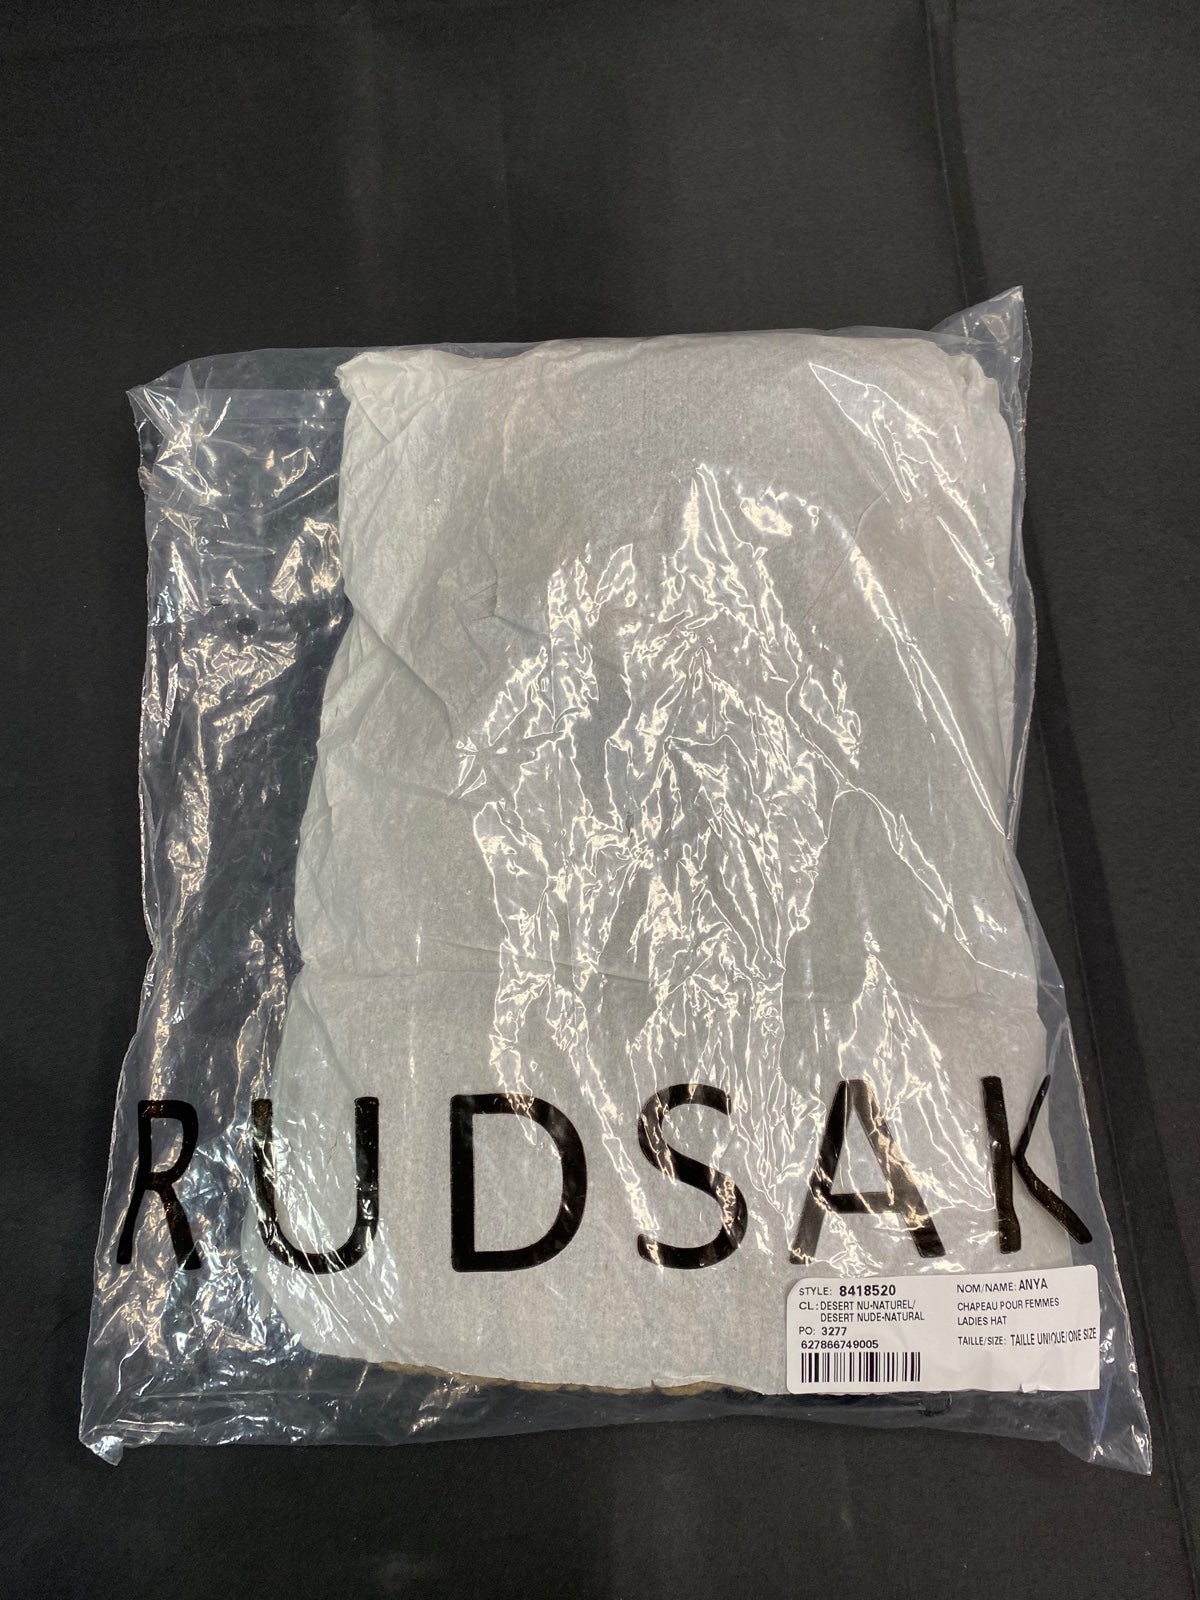 RUDSAK
STYLE: 8418520
CL: DESERT NU-NATUREL/
DESERT NUDE-NATURAL
PO: 3277
627866749005
NOM/NAME: ANYA
CHAPEAU POUR FEMMES
LADIES HAT
TAILLE/SIZE: TAILLE UNIQUE/ONE SIZE